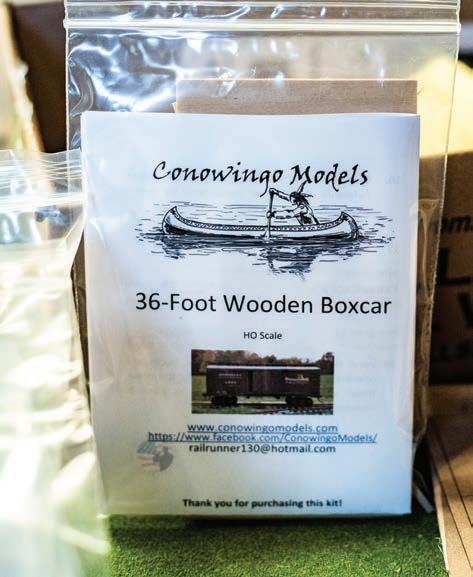 Conowingo Models
36-Foot Wooden Boxcar
HO Scale
www.conowingomodels.com
https://www.facebook.com/ConowingoModels/
railrunner130@hotmail.com
Thank you for purchasing this kit!